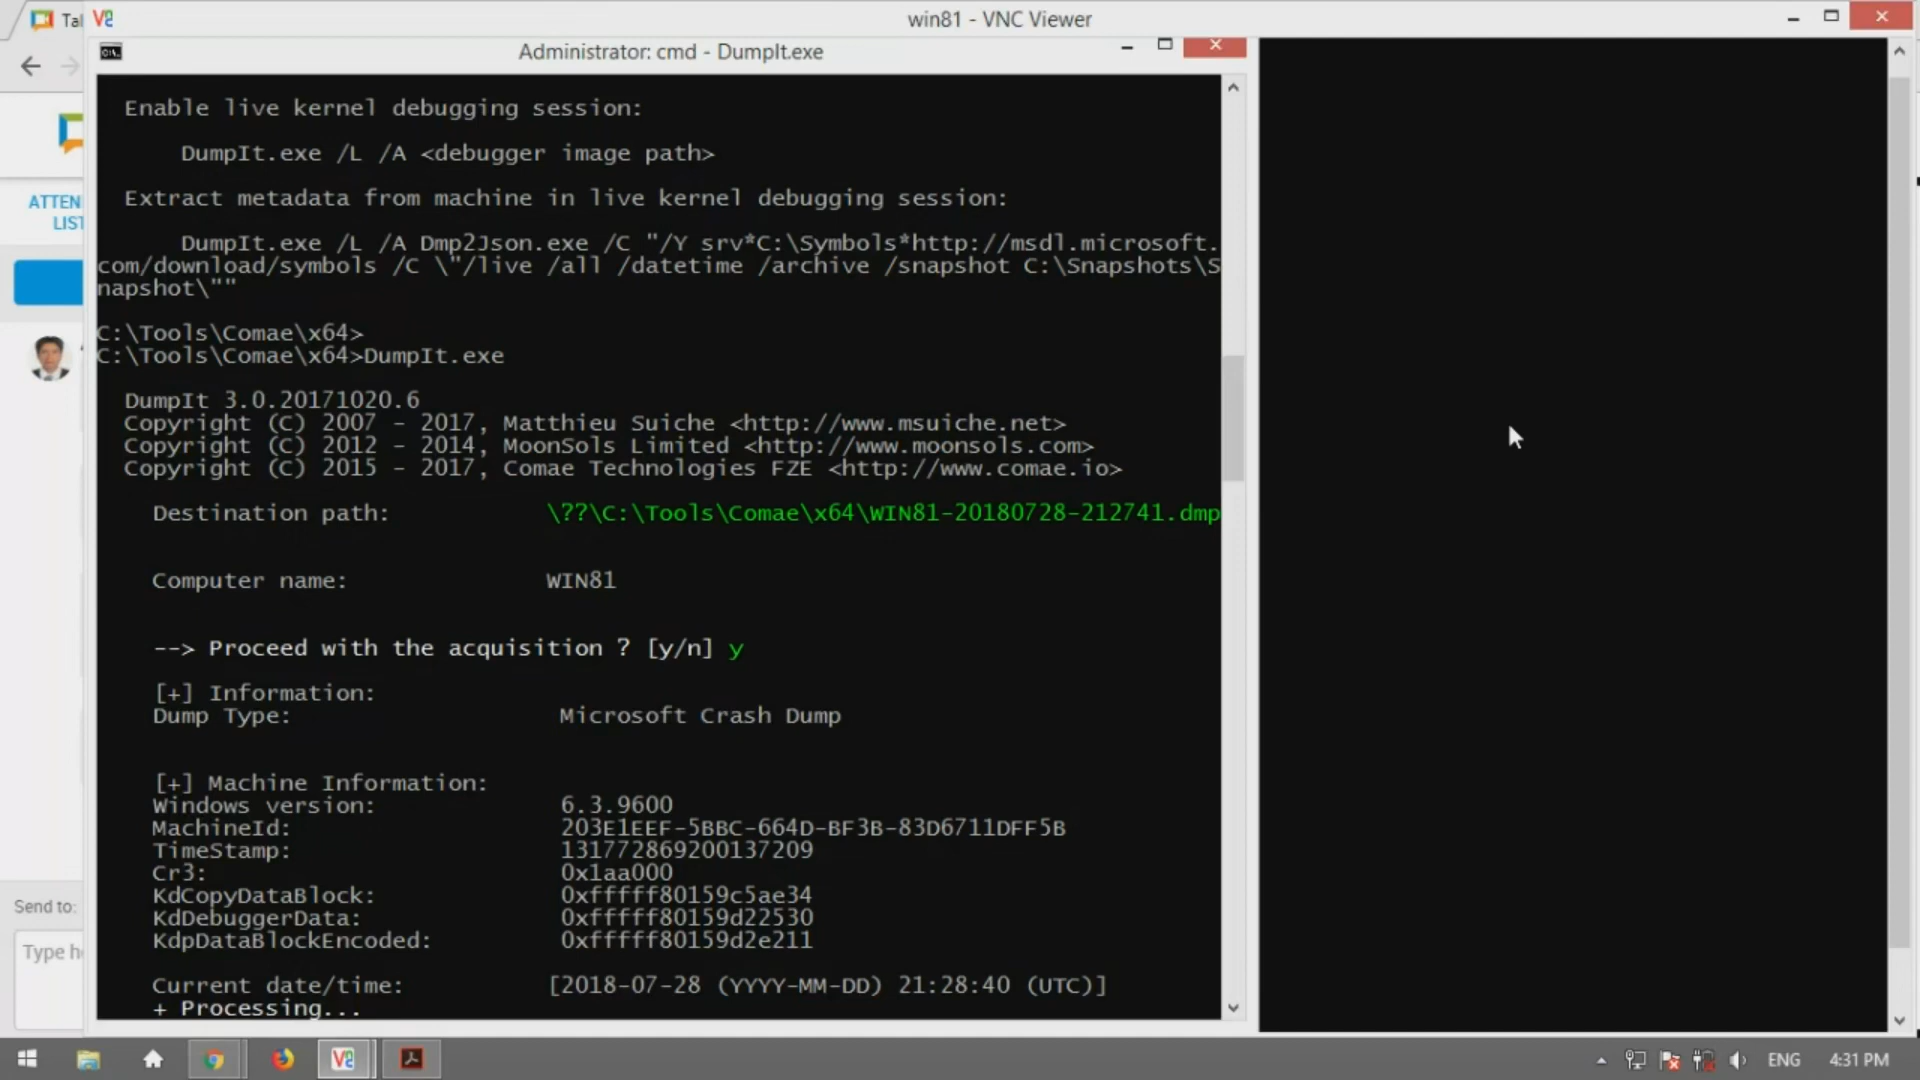 Tal
win81 - VNC Viewer
Administrator: cmd - DumpIt.exe
Enable live kernel debugging session:
DumpIt.exe /L /A <debugger image path>
Extract metadata from machine in live kernel debugging session:
DumpIt.exe /L /A Dmp2Json.exe /C "/Y srv*C:\Symbols*http://msdl.microsoft.
com/download/symbols /C \"/live /all /datetime /archive /snapshot C:\Snapshots\S
napshot\""
C:\Tools\Comae\x64>
C:\Tools\Comae\x64>DumpIt.exe
DumpIt 3.0.20171020.6
Copyright (C) 2007 - 2017, Matthieu Suiche <http://www.msuiche.net>
Copyright (C) 2012 - 2014, MoonSols Limited <http://www.moonsols.com>
Copyright (C) 2015 - 2017, Comae Technologies FZE <http://www.comae.io>
Destination path: \??\C:\Tools\Comae\x64\WIN81-20180728-212741.dmp
Computer name: WIN81
--> Proceed with the acquisition ? [y/n] y
[+] Information:
Dump Type: Microsoft Crash Dump
[+] Machine Information:
Windows version: 6.3.9600
MachineId: 203E1EEF-5BBC-664D-BF3B-83D6711DFF5B
TimeStamp: 131772869200137209
Cr3: 0x1aa000
KdCopyDataBlock: 0xfffff80159c5ae34
KdDebuggerData: 0xfffff80159d22530
KdpDataBlockEncoded: 0xfffff80159d2e211
Current date/time: [2018-07-28 (YYYY-MM-DD) 21:28:40 (UTC)]
+ Processing...
ATTEN
LIST
Send to:
Type h
ENG
4:31 PM